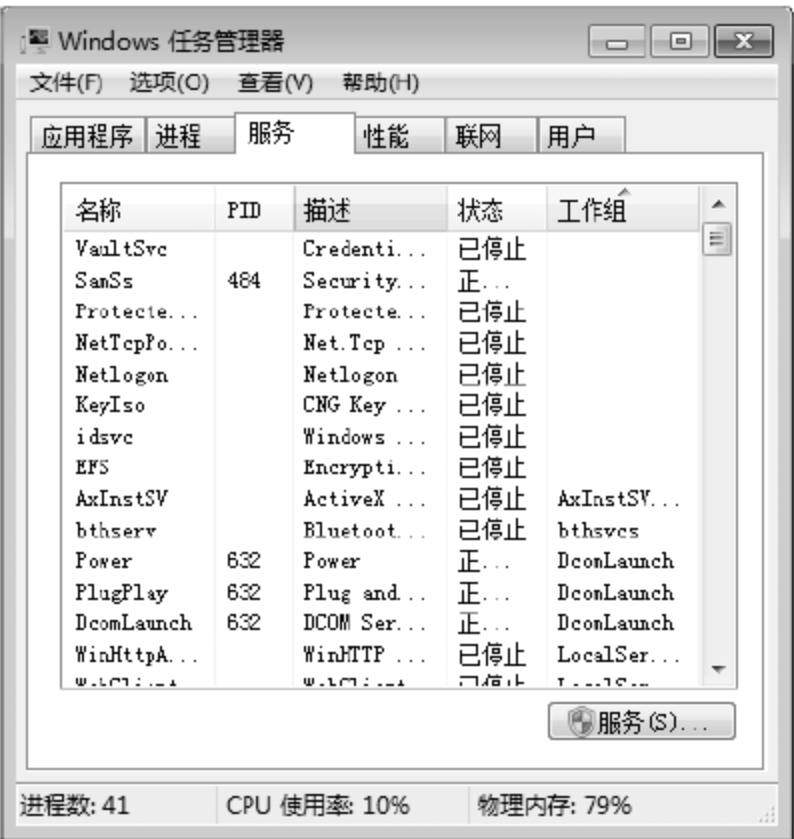 Windows 任务管理器
文件(F) 选项(O) 查看(V) 帮助(H)
应用程序 进程 服务 性能 联网 用户
名称 PID 描述 状态 工作组
VaultSvc Credenti... 已停止
SamSs 484 Security... 正...
Protecte... Protecte... 已停止
NetTcpPo... Net.Tcp ... 已停止
Netlogon Netlogon 已停止
KeyIso CNG Key ... 已停止
idsvc Windows ... 已停止
EFS Encrypti... 已停止
AxInstSV ActiveX ... 已停止 AxInstSV...
bthserv Bluetoot... 已停止 bthsvcs
Power 632 Power 正... DcomLaunch
PlugPlay 632 Plug and... 正... DcomLaunch
DcomLaunch 632 DCOM Ser... 正... DcomLaunch
WinHttpA... WinHTTP ... 已停止 LocalSer...
服务(S)...
进程数: 41 CPU 使用率: 10% 物理内存: 79%